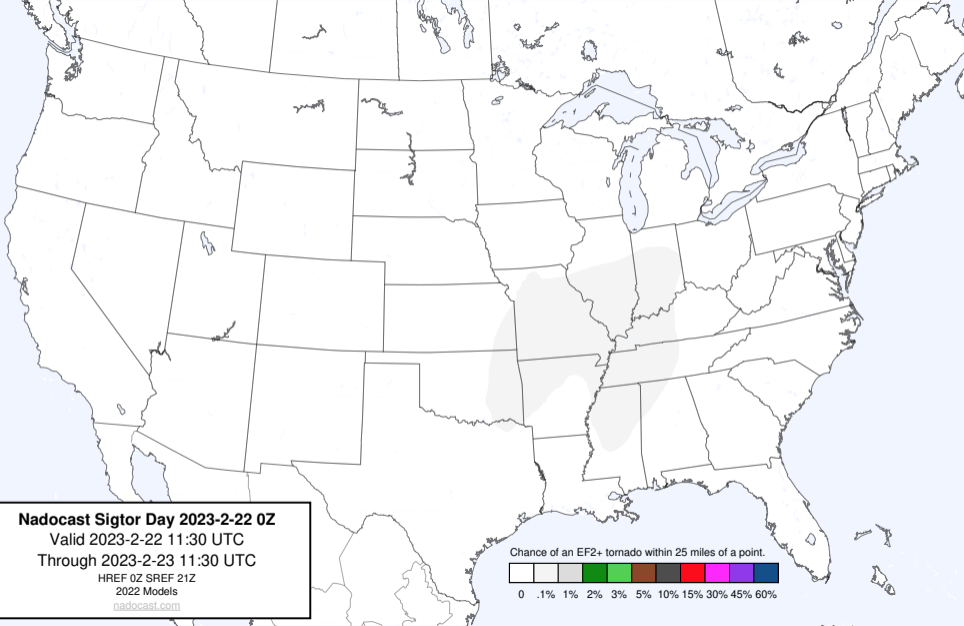 Nadocast Sigtor Day 2023-2-22 0Z
Valid 2023-2-22 11:30 UTC
Through 2023-2-23 11:30 UTC
HREF 0Z SREF 21Z
2022 Models
nadocast.com
Chance of an EF2+ tornado within 25 miles of a point.
0 .1% 1% 2% 3% 5% 10% 15% 30% 45% 60%